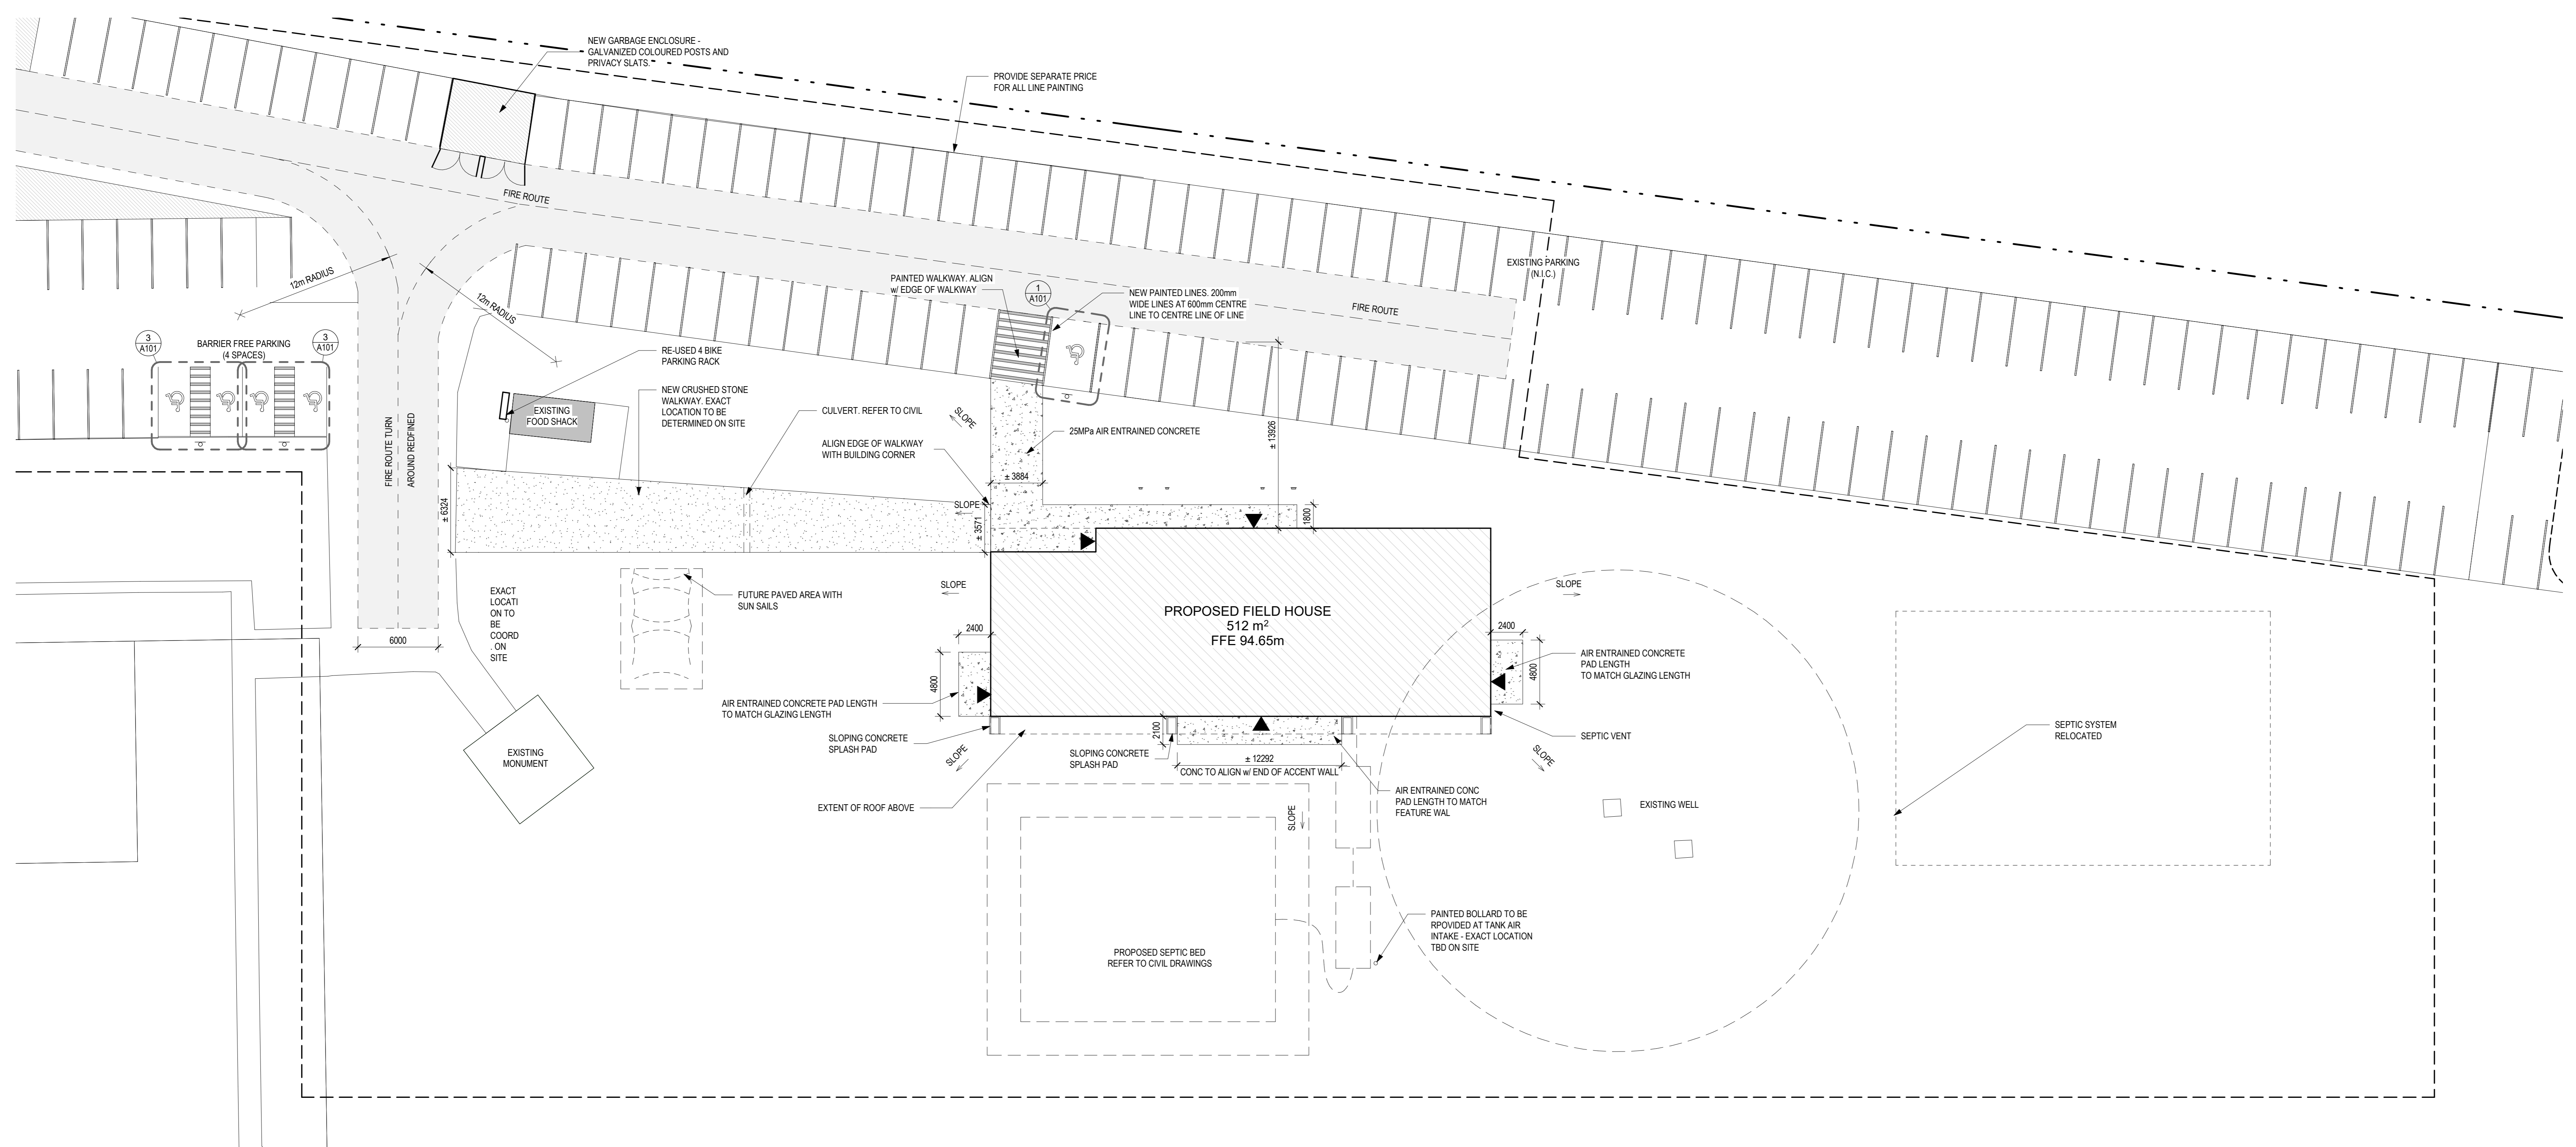 NEW GARBAGE ENCLOSURE -
GALVANIZED COLOURED POSTS AND
PRIVACY SLATS.
PROVIDE SEPARATE PRICE
FOR ALL LINE PAINTING
FIRE ROUTE
12m RADIUS
12m RADIUS
PAINTED WALKWAY. ALIGN
w/ EDGE OF WALKWAY
1
A101
NEW PAINTED LINES. 200mm
WIDE LINES AT 600mm CENTRE
LINE TO CENTRE LINE OF LINE
FIRE ROUTE
EXISTING PARKING
(N.I.C.)
3
A101
BARRIER FREE PARKING
(4 SPACES)
3
A101
RE-USED 4 BIKE
PARKING RACK
NEW CRUSHED STONE
WALKWAY. EXACT
LOCATION TO BE
DETERMINED ON SITE
EXISTING
FOOD SHACK
CULVERT. REFER TO CIVIL
ALIGN EDGE OF WALKWAY
WITH BUILDING CORNER
SLOPE
25MPa AIR ENTRAINED CONCRETE
± 13926
± 3884
FIRE ROUTE TURN
AROUND REDFINED
± 6324
SLOPE
± 3571
1800
6000
EXACT
LOCATI
ON TO
BE
COORD
. ON
SITE
FUTURE PAVED AREA WITH
SUN SAILS
SLOPE
2400
4800
PROPOSED FIELD HOUSE
512 m²
FFE 94.65m
SLOPE
2400
4800
AIR ENTRAINED CONCRETE
PAD LENGTH
TO MATCH GLAZING LENGTH
AIR ENTRAINED CONCRETE PAD LENGTH
TO MATCH GLAZING LENGTH
SLOPING CONCRETE
SPLASH PAD
SLOPE
2100
SLOPING CONCRETE
SPLASH PAD
± 12292
CONC TO ALIGN w/ END OF ACCENT WALL
SEPTIC VENT
SLOPE
SEPTIC SYSTEM
RELOCATED
EXISTING
MONUMENT
EXTENT OF ROOF ABOVE
SLOPE
AIR ENTRAINED CONC
PAD LENGTH TO MATCH
FEATURE WAL
EXISTING WELL
PROPOSED SEPTIC BED
REFER TO CIVIL DRAWINGS
PAINTED BOLLARD TO BE
RPOVIDED AT TANK AIR
INTAKE - EXACT LOCATION
TBD ON SITE